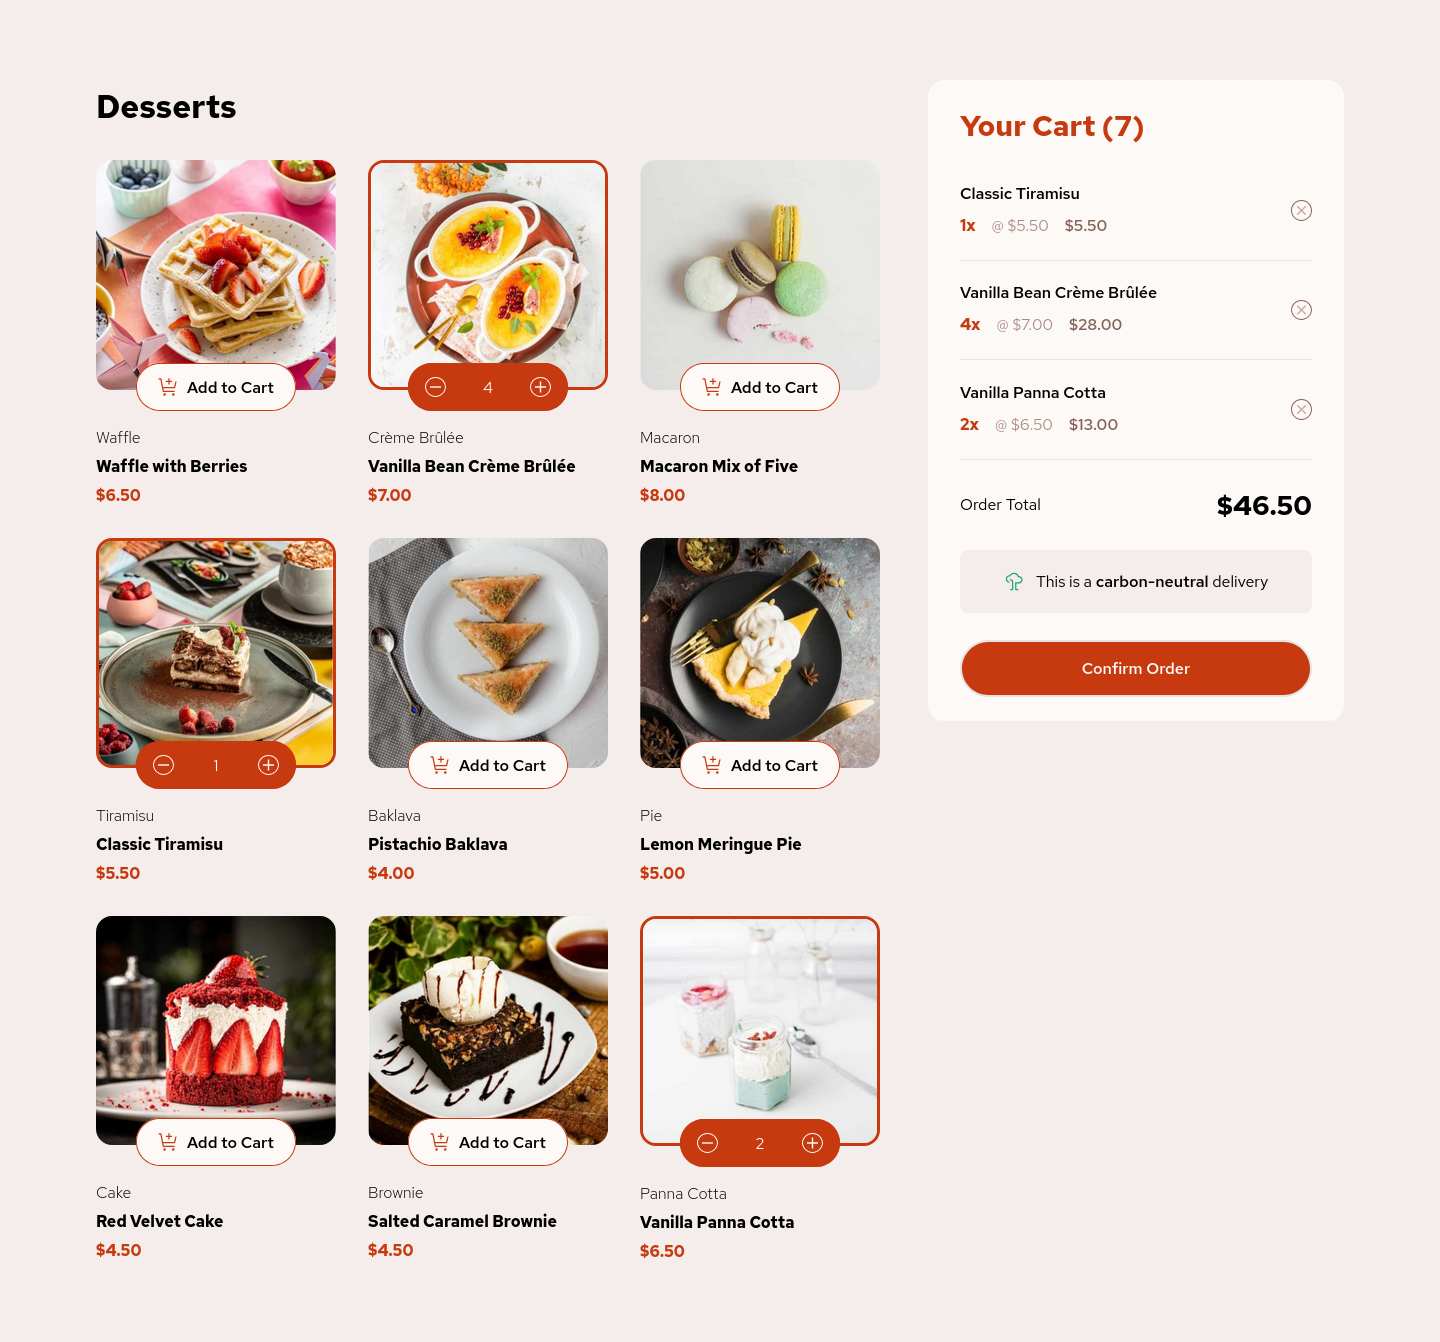 Desserts
Add to Cart
Waffle
Waffle with Berries
$6.50
4
Crème Brûlée
Vanilla Bean Crème Brûlée
$7.00
Add to Cart
Macaron
Macaron Mix of Five
$8.00
1
Tiramisu
Classic Tiramisu
$5.50
Add to Cart
Baklava
Pistachio Baklava
$4.00
Add to Cart
Pie
Lemon Meringue Pie
$5.00
Add to Cart
Cake
Red Velvet Cake
$4.50
Add to Cart
Brownie
Salted Caramel Brownie
$4.50
2
Panna Cotta
Vanilla Panna Cotta
$6.50
Your Cart (7)
Classic Tiramisu
1x @ $5.50 $5.50
Vanilla Bean Crème Brûlée
4x @ $7.00 $28.00
Vanilla Panna Cotta
2x @ $6.50 $13.00
Order Total $46.50
This is a carbon-neutral delivery
Confirm Order